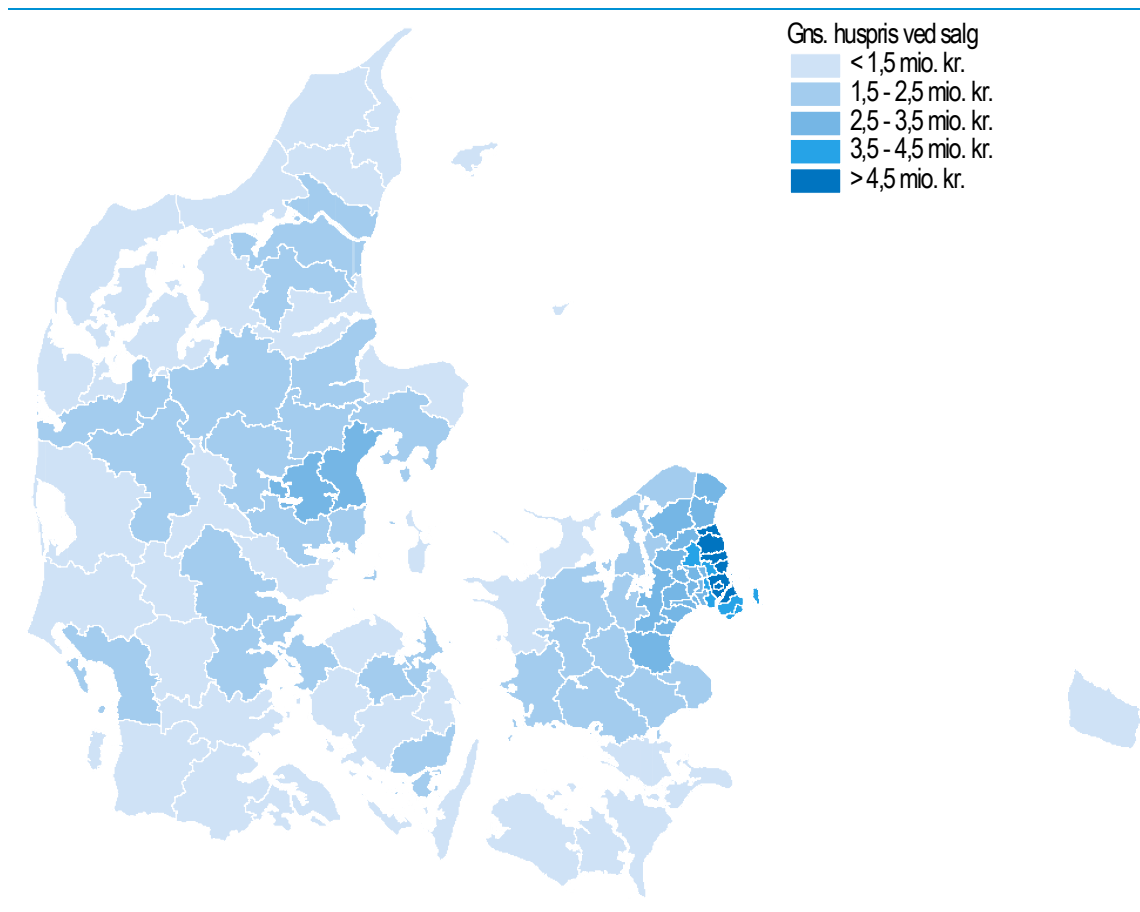 Gns. huspris ved salg
< 1,5 mio. kr.
1,5 - 2,5 mio. kr.
2,5 - 3,5 mio. kr.
3,5 - 4,5 mio. kr.
> 4,5 mio. kr.